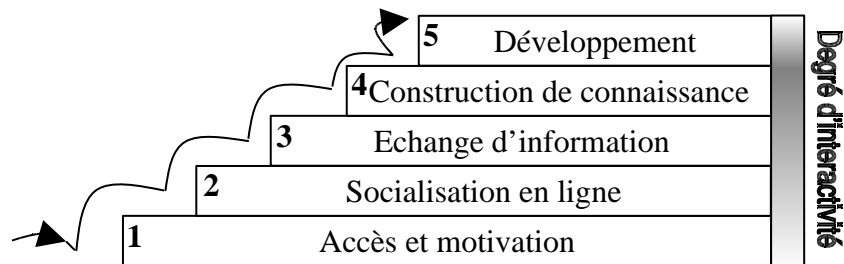 5 Développement
4 Construction de connaissance
3 Echange d’information
2 Socialisation en ligne
1 Accès et motivation
Degré d’interactivité